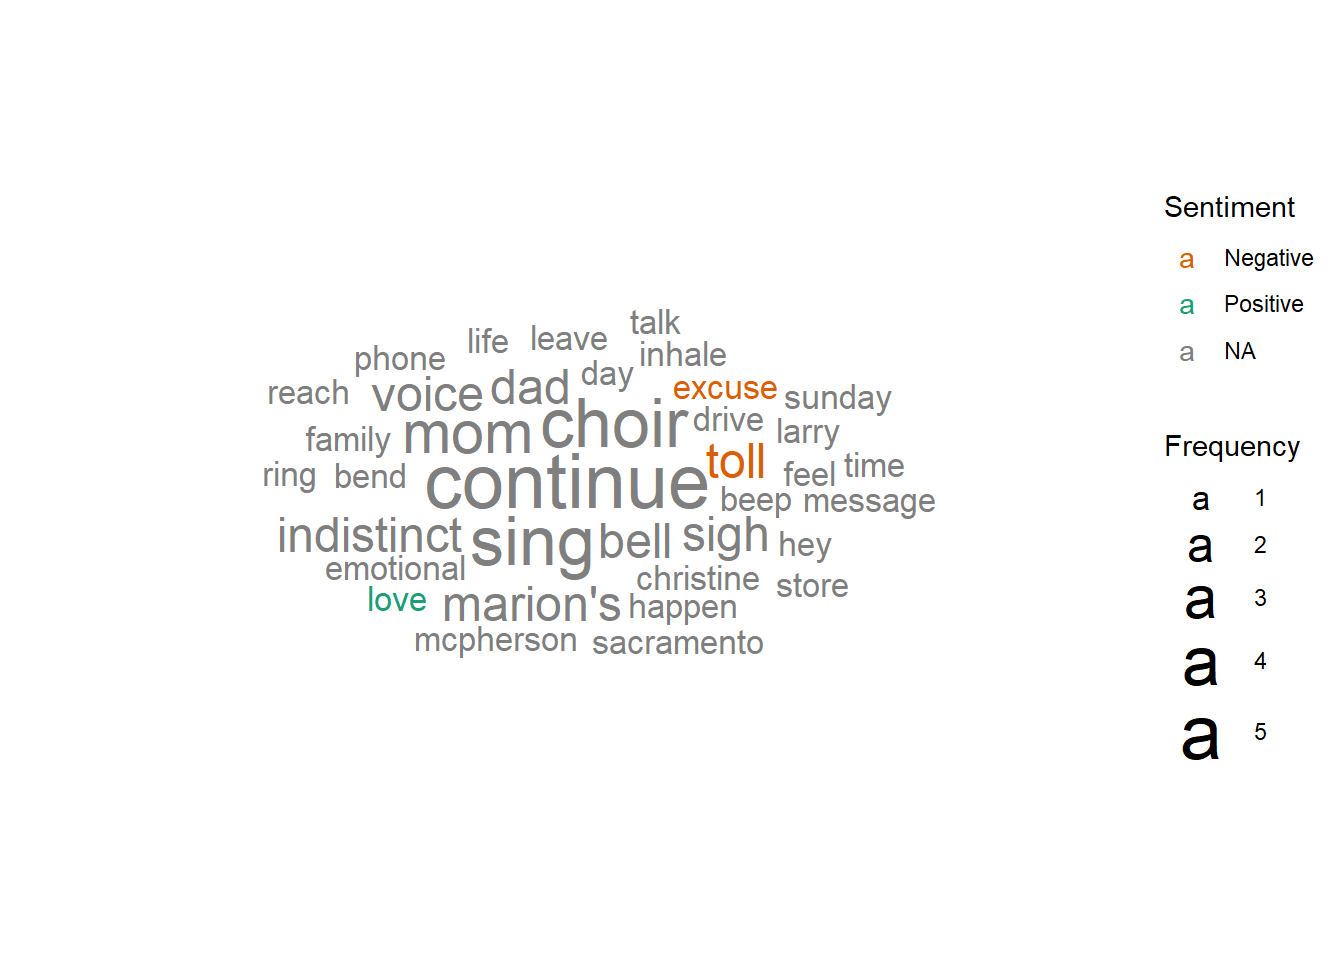 talk
life leave
phone inhale
reach voice dad day excuse sunday
family mom choir drive larry
ring bend continue toll feel time
beep message
indistinct sing bell sigh hey
emotional christine store
love marion's happen
mcpherson sacramento
Sentiment
a Negative
a Positive
a NA
Frequency
a 1
a 2
a 3
a 4
a 5